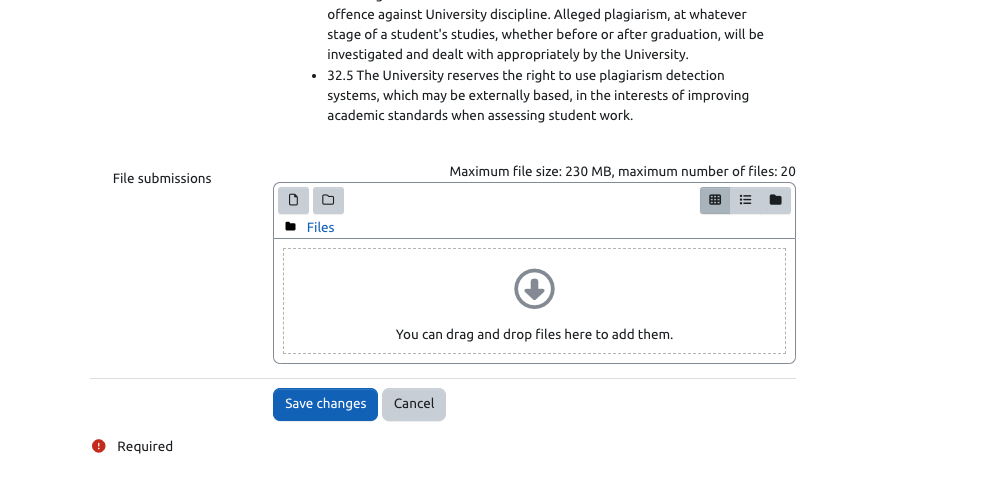 offence against University discipline. Alleged plagiarism, at whatever
stage of a student's studies, whether before or after graduation, will be
investigated and dealt with appropriately by the University.
• 32.5 The University reserves the right to use plagiarism detection
systems, which may be externally based, in the interests of improving
academic standards when assessing student work.
File submissions
Maximum file size: 230 MB, maximum number of files: 20
Files
You can drag and drop files here to add them.
Save changes Cancel
Required